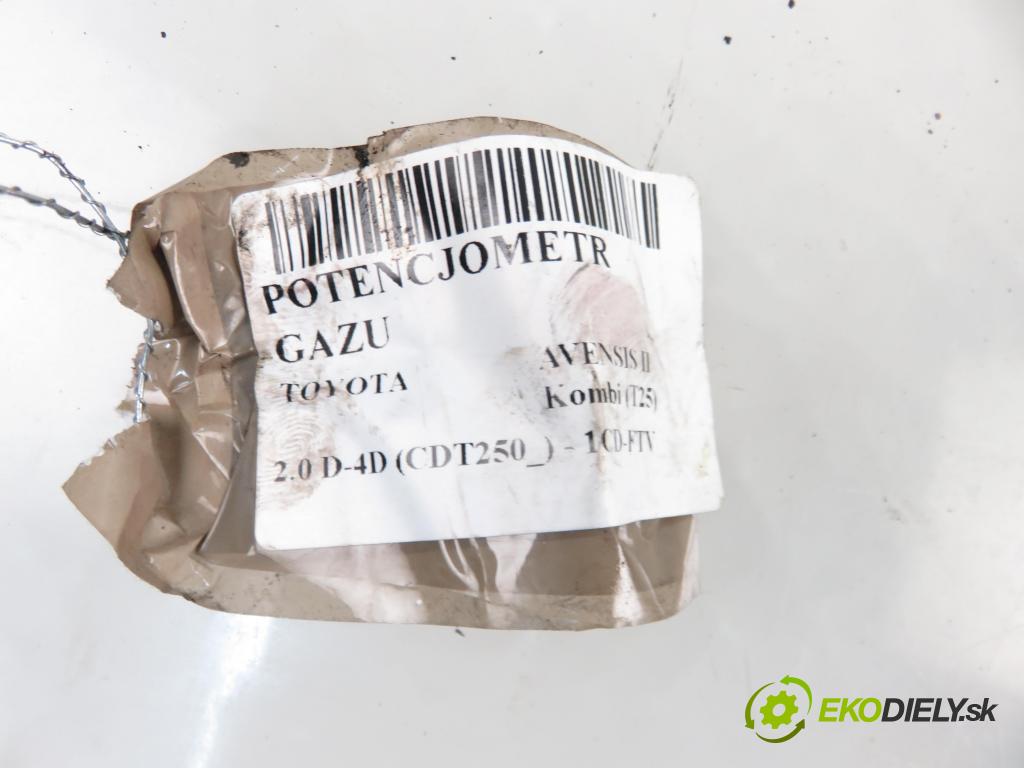 POTENCJOMETR
GAZU
TOYOTA AVENSIS II
Kombi (T25)
2.0 D-4D (CDT250_) - 1CD-FTV
EKODIELY.sk